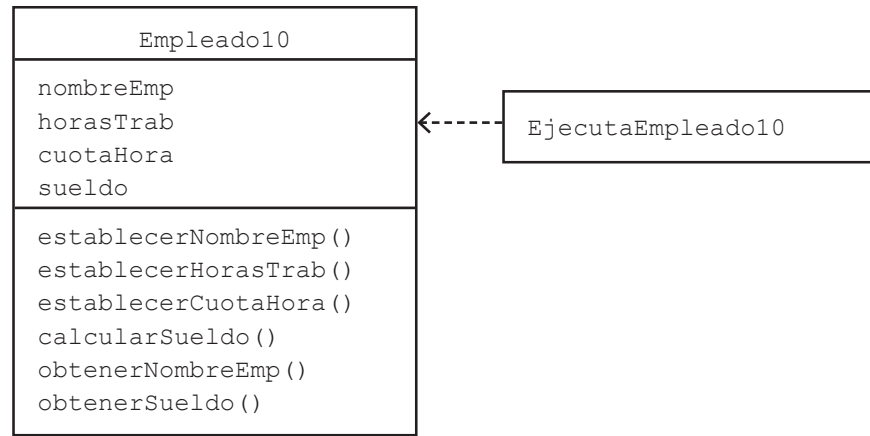 Empleado10
nombreEmp
horasTrab
cuotaHora
sueldo
establecerNombreEmp()
establecerHorasTrab()
establecerCuotaHora()
calcularSueldo()
obtenerNombreEmp()
obtenerSueldo()
EjecutaEmpleado10